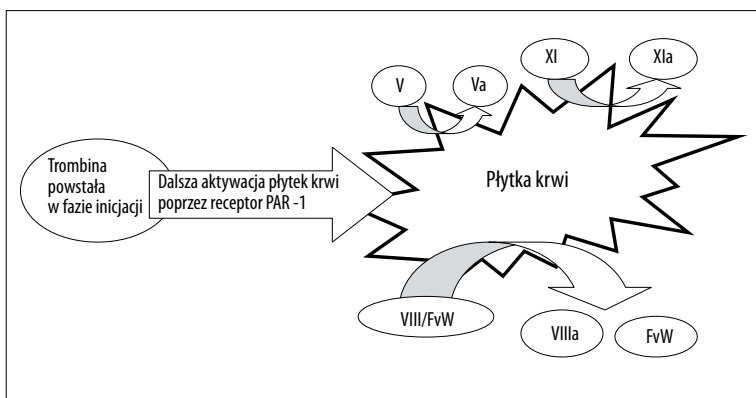 XI
XIa
V
Va
Trombina
powstała
w fazie inicjacji
Dalsza aktywacja płytek krwi
poprzez receptor PAR -1
Płytka krwi
VIII/FvW
VIIIa
FvW